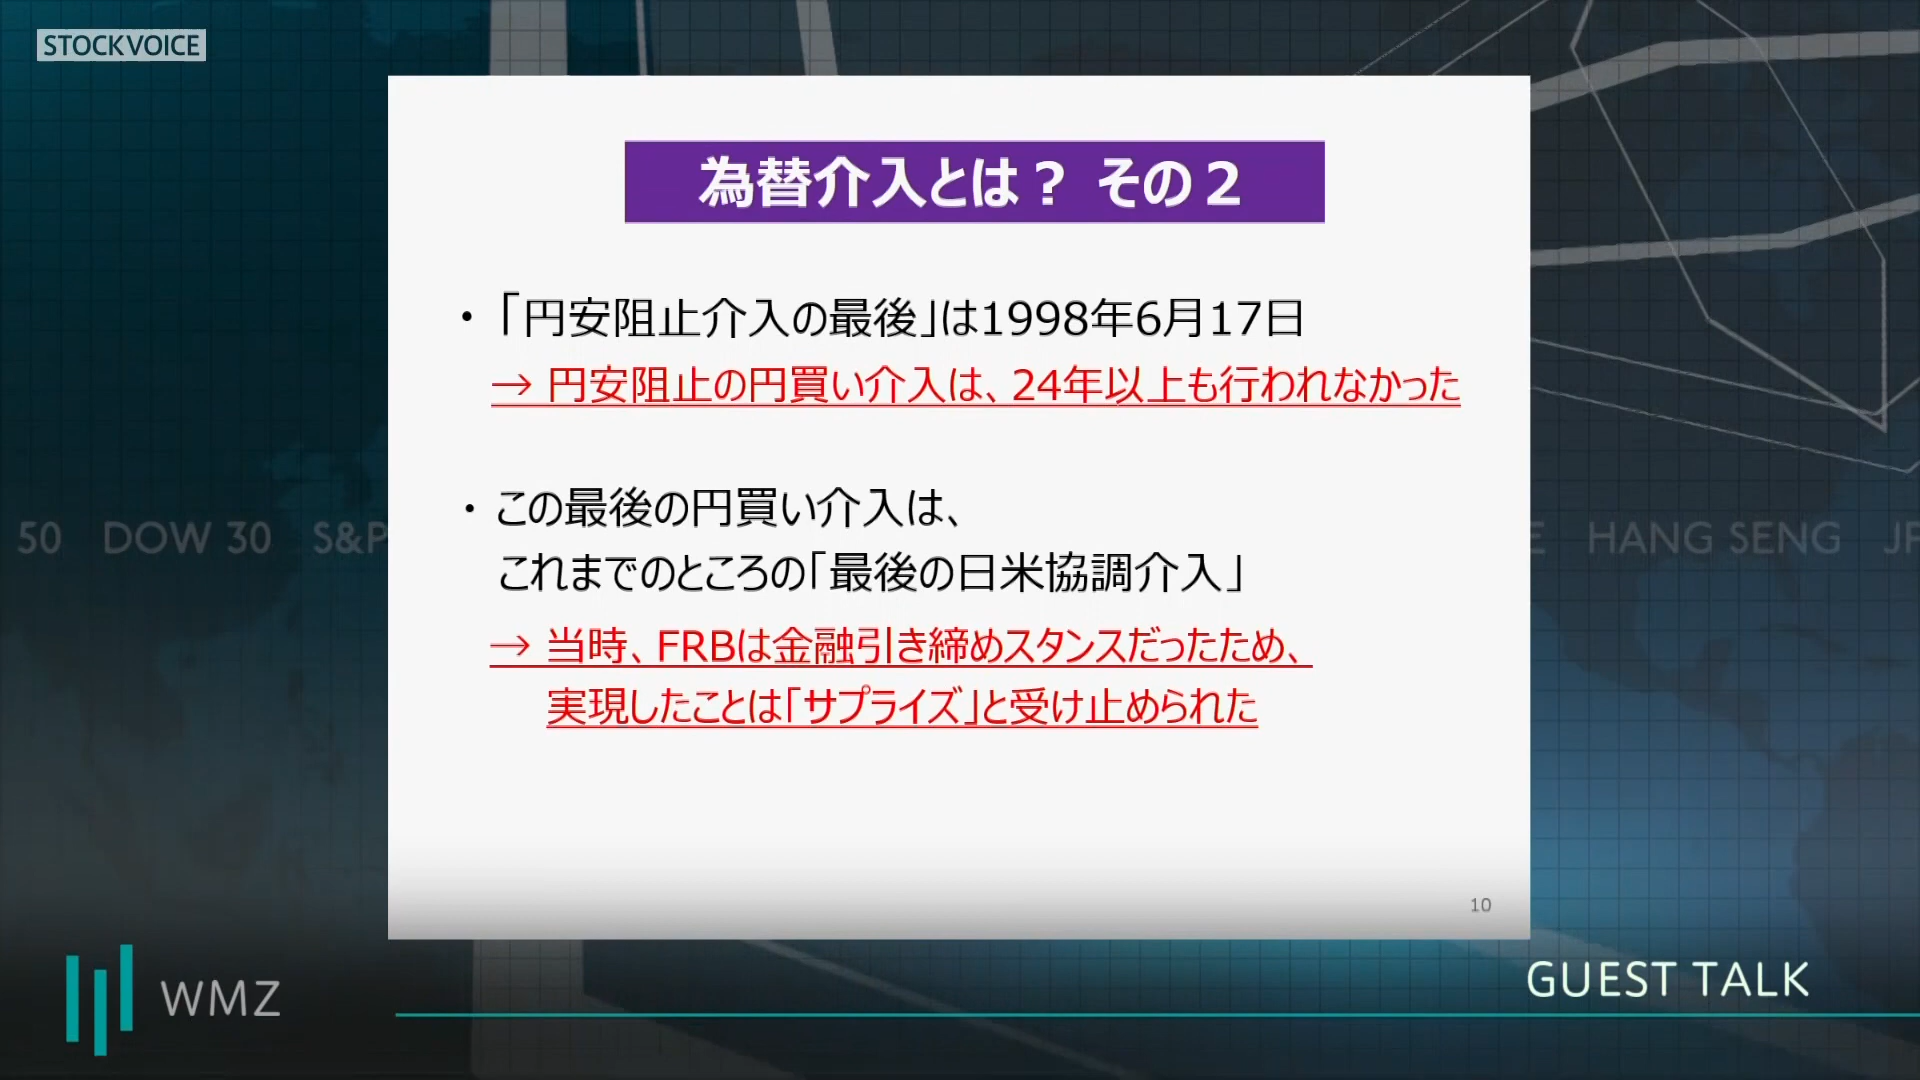 STOCKVOICE
為替介入とは？ その２
・「円安阻止介入の最後」は1998年6月17日
→ 円安阻止の円買い介入は、24年以上も行われなかった
・この最後の円買い介入は、
これまでのところの「最後の日米協調介入」
→ 当時、FRBは金融引き締めスタンスだったため、
実現したことは「サプライズ」と受け止められた
50 DOW 30 S&P
HANG SENG
10
WMZ
GUEST TALK